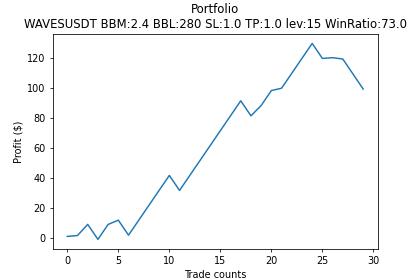 Portfolio
WAVESUSDT BBM:2.4 BBL:280 SL:1.0 TP:1.0 lev:15 WinRatio:73.0
120
100
80
60
40
20
0
Profit ($)
0 5 10 15 20 25 30
Trade counts